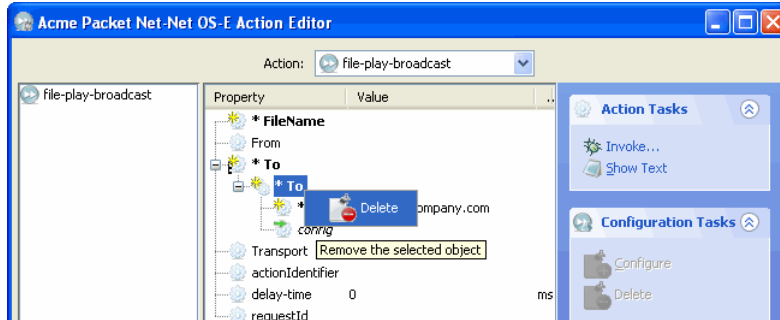 Acme Packet Net-Net OS-E Action Editor
Action: file-play-broadcast
file-play-broadcast
Property Value ..
* FileName
From
* To
* To
* Delete ompany.com
config
Transport Remove the selected object
actionIdentifier
delay-time 0 ms
requestId
Action Tasks
Invoke...
Show Text
Configuration Tasks
Configure
Delete